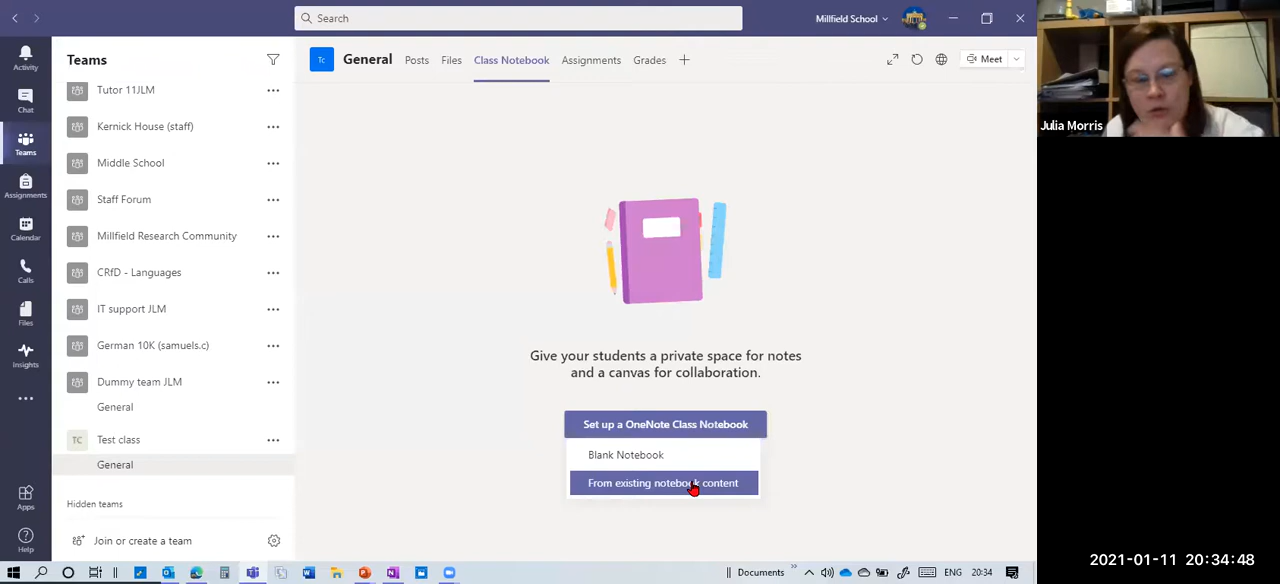 Search
Millfield School
Activity
Chat
Teams
Assignments
Calendar
Calls
Files
Insights
Apps
Help
Teams
Tutor 11JLM
Kernick House (staff)
Middle School
Staff Forum
Millfield Research Community
CRfD - Languages
IT support JLM
German 10K (samuels.c)
Dummy team JLM
General
TC
Test class
General
Hidden teams
Join or create a team
Tc
General
Posts
Files
Class Notebook
Assignments
Grades
Meet
Give your students a private space for notes
and a canvas for collaboration.
Set up a OneNote Class Notebook
Blank Notebook
From existing notebook content
Julia Morris
Documents
ENG
20:34
2021-01-11 20:34:48